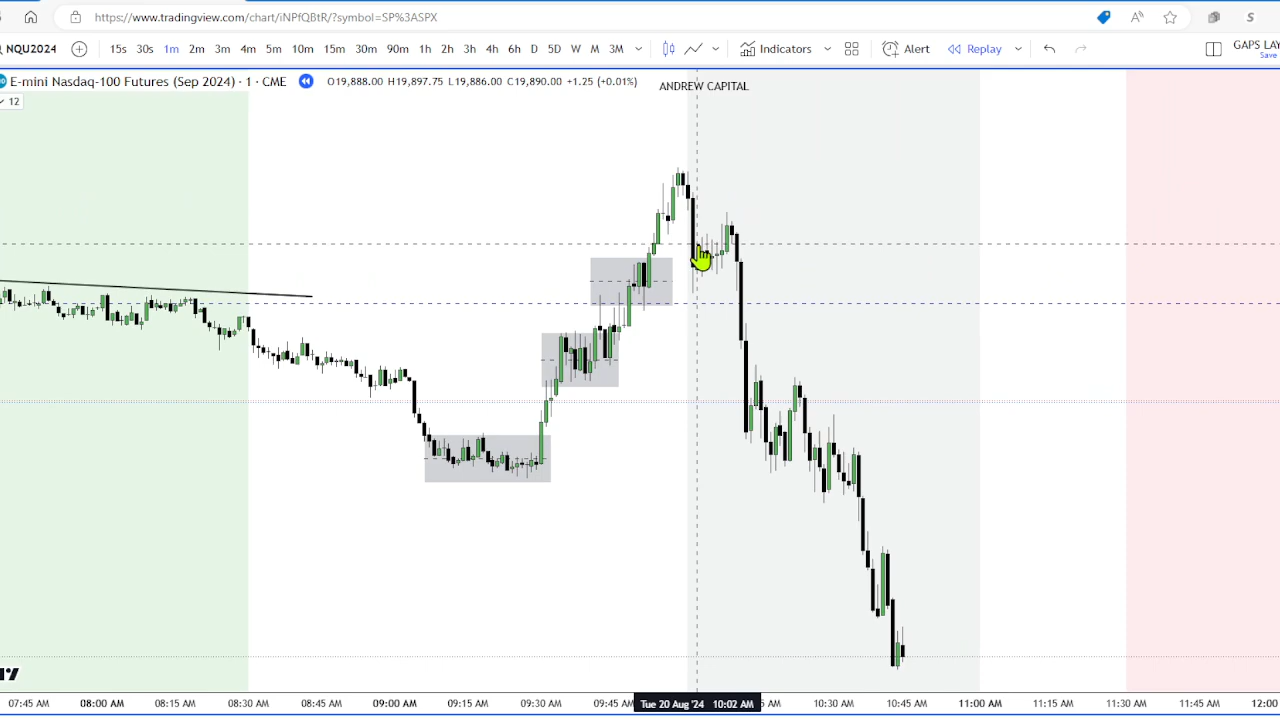 https://www.tradingview.com/chart/iNPfQBtR/?symbol=SP%3ASPX
NQU2024 15s 30s 1m 2m 3m 4m 5m 10m 15m 30m 90m 1h 2h 3h 4h 6h D 5D W M 3M Indicators Alert Replay GAPS LAY
Save
E-mini Nasdaq-100 Futures (Sep 2024) · 1 · CME O19,888.00 H19,897.75 L19,886.00 C19,890.00 +1.25 (+0.01%)
ANDREW CAPITAL
12
07:45 AM 08:00 AM 08:15 AM 08:30 AM 08:45 AM 09:00 AM 09:15 AM 09:30 AM 09:45 AM Tue 20 Aug '24 10:02 AM 10:30 AM 10:45 AM 11:00 AM 11:15 AM 11:30 AM 11:45 AM 12:00